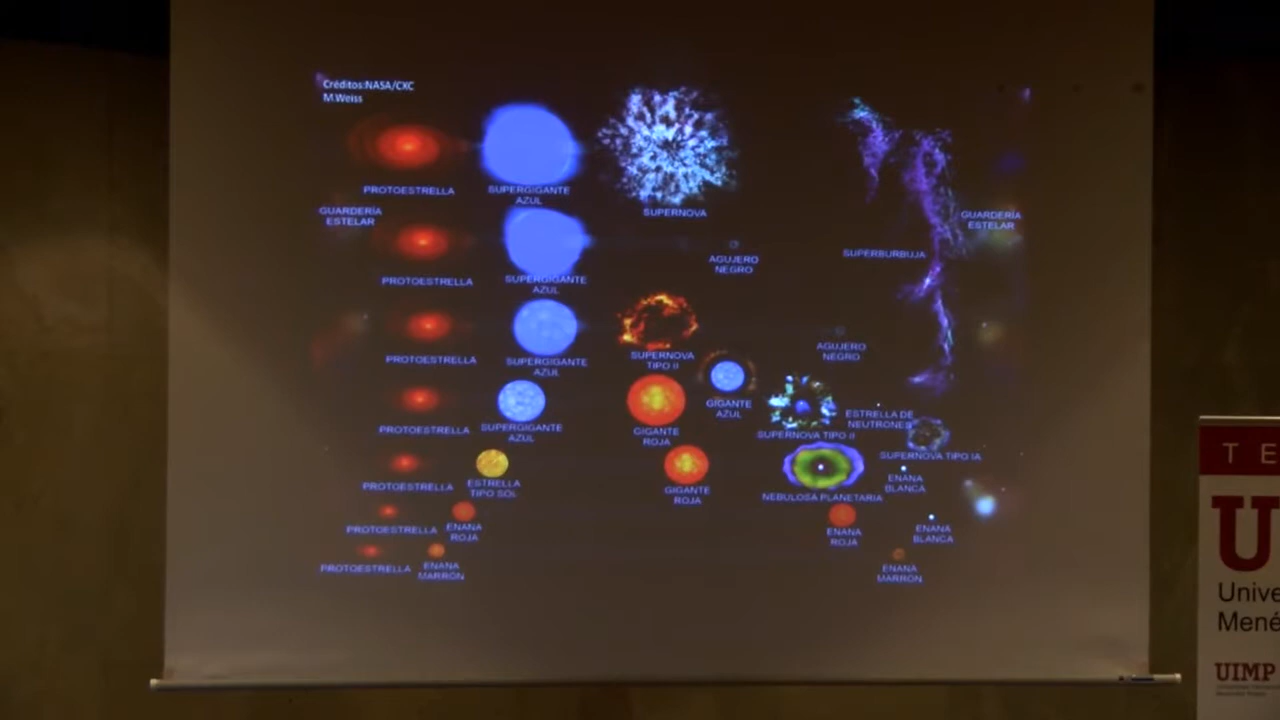 Créditos:NASA/CXC
M.Weiss
PROTOESTRELLA
SUPERGIGANTE
AZUL
SUPERNOVA
GUARDERÍA
ESTELAR
GUARDERÍA
ESTELAR
PROTOESTRELLA
SUPERGIGANTE
AZUL
AGUJERO
NEGRO
SUPERBURBUJA
PROTOESTRELLA
SUPERGIGANTE
AZUL
SUPERNOVA
TIPO II
AGUJERO
NEGRO
PROTOESTRELLA
SUPERGIGANTE
AZUL
GIGANTE
ROJA
GIGANTE
AZUL
SUPERNOVA TIPO II
ESTRELLA DE
NEUTRONES
SUPERNOVA TIPO IA
PROTOESTRELLA
ESTRELLA
TIPO SOL
GIGANTE
ROJA
NEBULOSA PLANETARIA
ENANA
BLANCA
PROTOESTRELLA
ENANA
ROJA
ENANA
ROJA
ENANA
BLANCA
PROTOESTRELLA
ENANA
MARRÓN
ENANA
MARRON
T E
U
Unive
Mené
UIMP